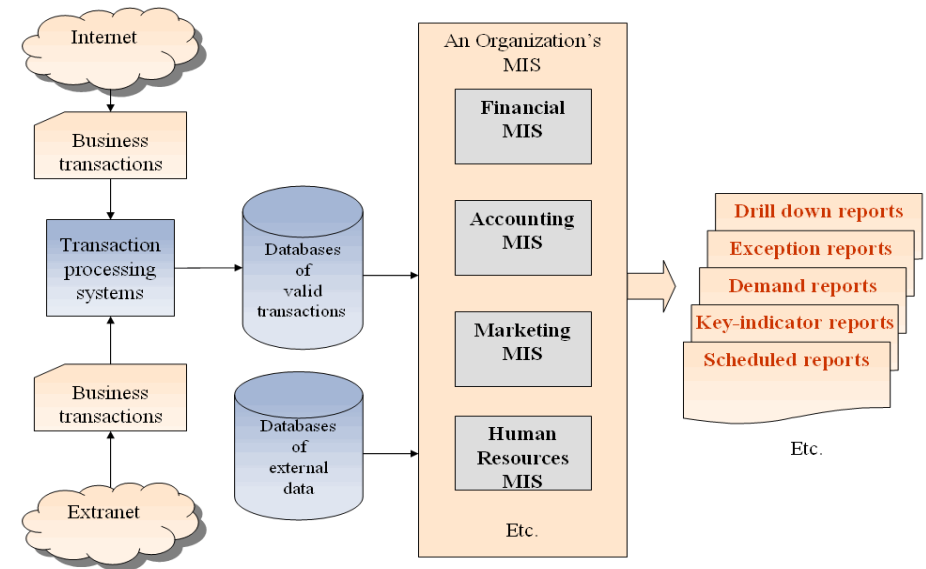 Internet
Business
transactions
Transaction
processing
systems
Business
transactions
Extranet
Databases
of
valid
transactions
Databases
of
external
data
An Organization's
MIS
Financial
MIS
Accounting
MIS
Marketing
MIS
Human
Resources
MIS
Etc.
Drill down reports
Exception reports
Demand reports
Key-indicator reports
Scheduled reports
Etc.